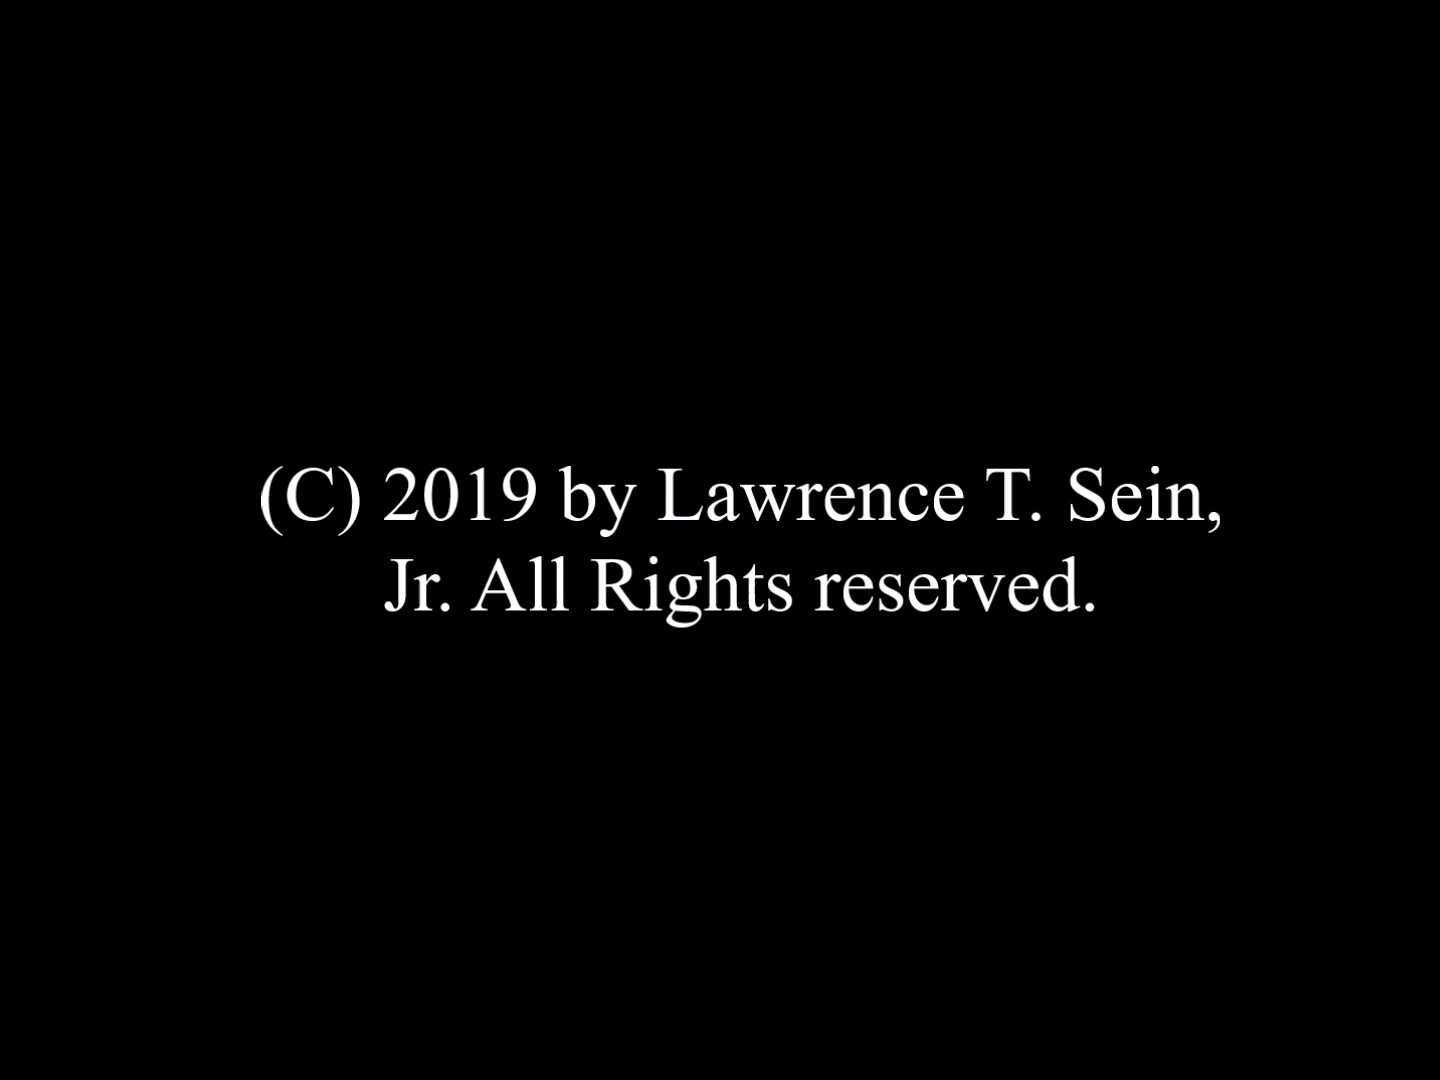 (C) 2019 by Lawrence T. Sein,
Jr. All Rights reserved.